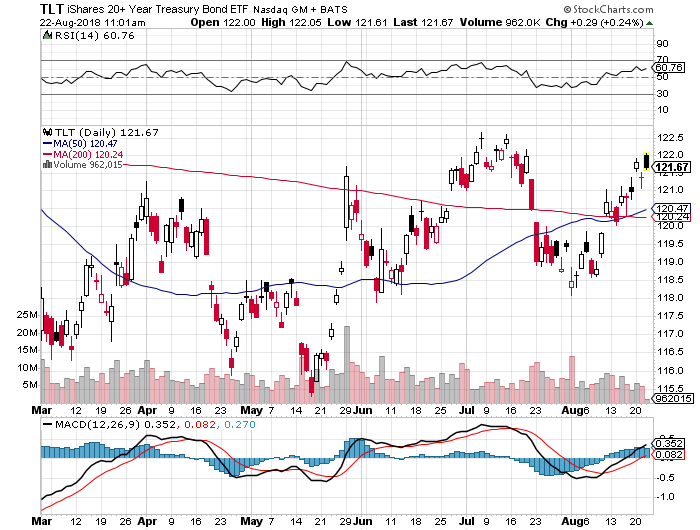 TLT iShares 20+ Year Treasury Bond ETF Nasdaq GM + BATS © StockCharts.com
22-Aug-2018 11:01am Open 122.00 High 122.05 Low 121.61 Last 121.67 Volume 962.0K Chg +0.29 (+0.24%)
RSI(14) 60.76
90
70
60.76
50
30
10
TLT (Daily) 121.67
MA(50) 120.47
MA(200) 120.24
Volume 962,015
122.5
122.0
121.67
121.5
121.0
120.47
120.24
120.0
119.5
119.0
118.5
118.0
117.5
117.0
116.5
116.0
115.5
25M
20M
15M
10M
5M
962015
Mar 12 19 26 Apr 9 16 23 May 7 14 21 29 Jun 11 18 25 Jul 9 16 23 Aug 6 13 20
MACD(12,26,9) 0.352, 0.082, 0.270
0.5
0.352
0.082
-0.5
-1.0
Mar 12 19 26 Apr 9 16 23 May 7 14 21 29 Jun 11 18 25 Jul 9 16 23 Aug 6 13 20